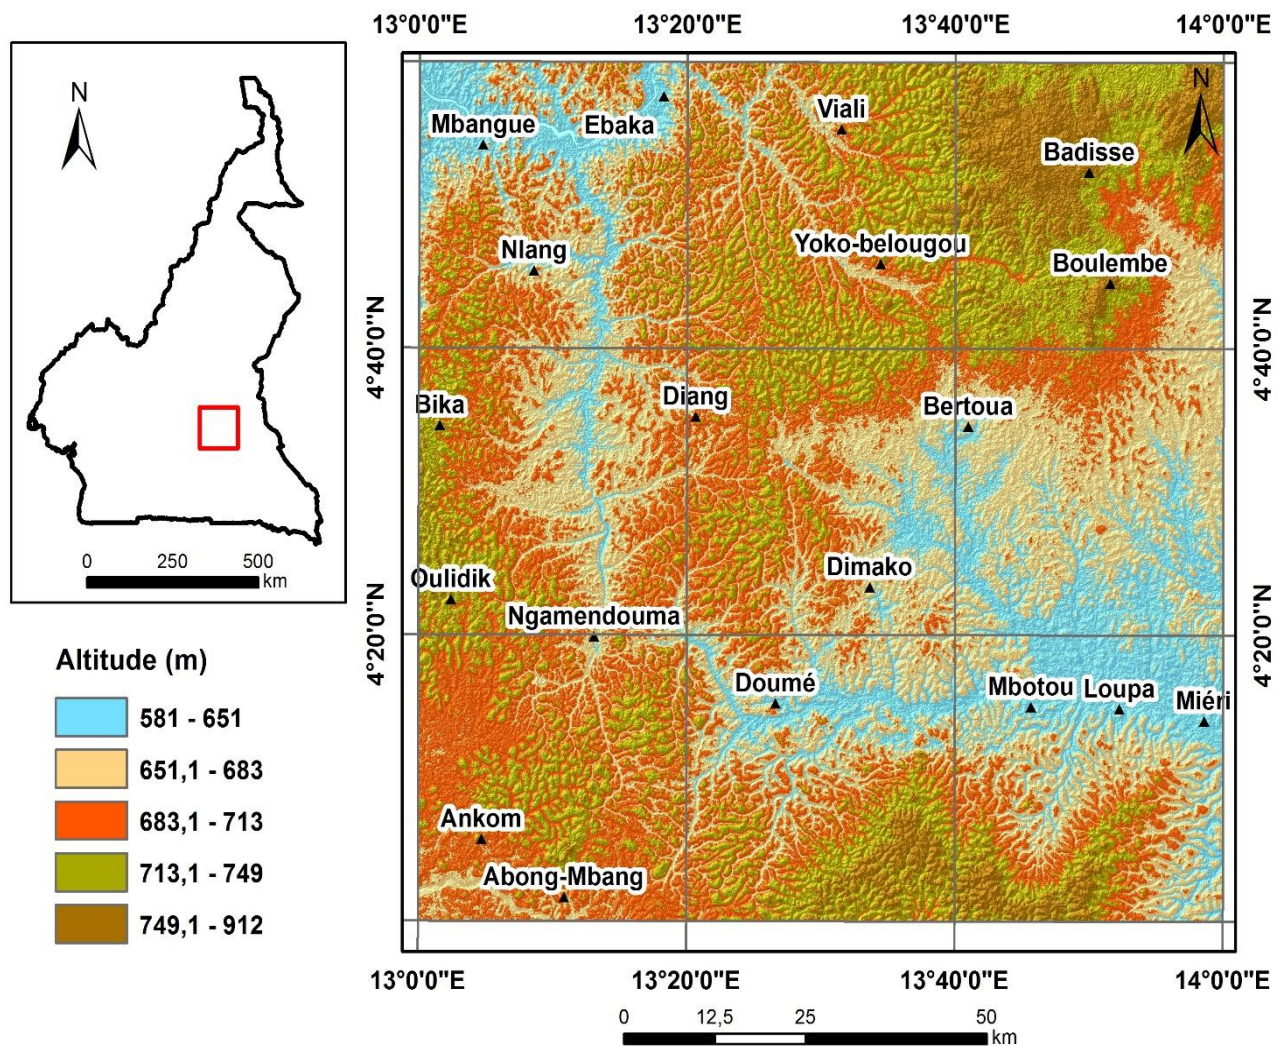 13°0'0"E 13°20'0"E 13°40'0"E 14°0'0"E
N
N
Mbangue
Ebaka
Viali
Badisse
Nlang
Yoko-belougou
Boulembe
4°40'0"N
4°40'0"N
Bika
Diang
Bertoua
0 250 500
km
Oulidik
Dimako
Ngamendouma
4°20'0"N
4°20'0"N
Altitude (m)
581 - 651
651,1 - 683
683,1 - 713
713,1 - 749
749,1 - 912
Doumé
Mbotou
Loupa
Miéri
Ankom
Abong-Mbang
13°0'0"E 13°20'0"E 13°40'0"E 14°0'0"E
0 12,5 25 50
km